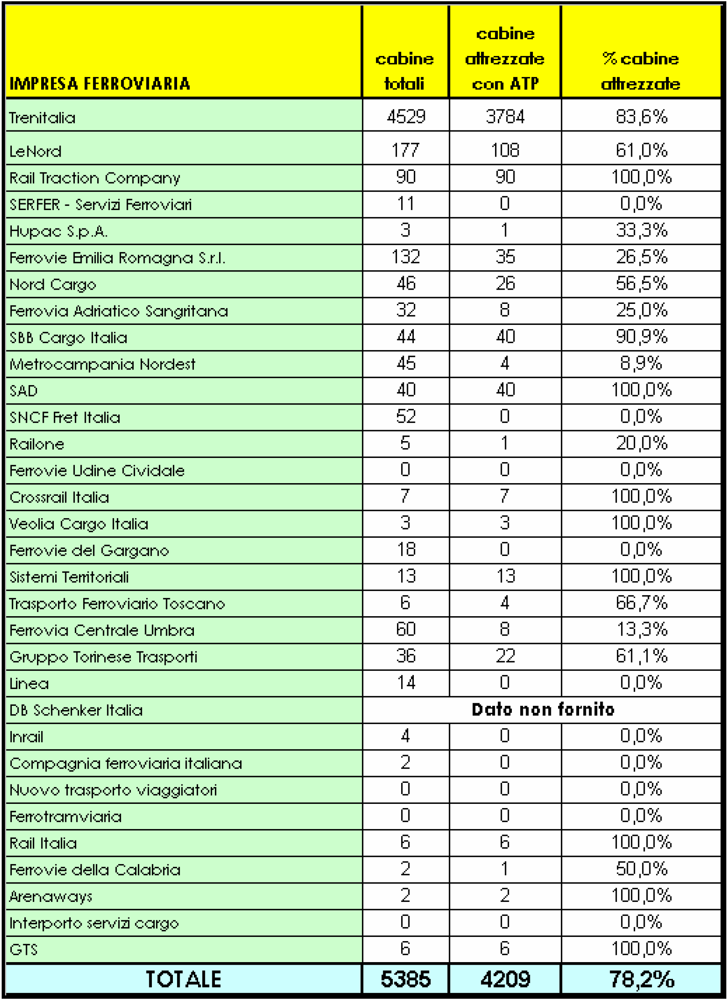 IMPRESA FERROVIARIA cabine totali cabine attrezzate con ATP % cabine attrezzate
Trenitalia 4529 3784 83,6%
LeNord 177 108 61,0%
Rail Traction Company 90 90 100,0%
SERFER - Servizi Ferroviari 11 0 0,0%
Hupac S.p.A. 3 1 33,3%
Ferrovie Emilia Romagna S.r.l. 132 35 26,5%
Nord Cargo 46 26 56,5%
Ferrovia Adriatico Sangritana 32 8 25,0%
SBB Cargo Italia 44 40 90,9%
Metrocampania Nordest 45 4 8,9%
SAD 40 40 100,0%
SNCF Fret Italia 52 0 0,0%
Railone 5 1 20,0%
Ferrovie Udine Cividale 0 0 0,0%
Crossrail Italia 7 7 100,0%
Veolia Cargo Italia 3 3 100,0%
Ferrovie del Gargano 18 0 0,0%
Sistemi Territoriali 13 13 100,0%
Trasporto Ferroviario Toscano 6 4 66,7%
Ferrovia Centrale Umbra 60 8 13,3%
Gruppo Torinese Trasporti 36 22 61,1%
Linea 14 0 0,0%
DB Schenker Italia Dato non fornito
Inrail 4 0 0,0%
Compagnia ferroviaria italiana 2 0 0,0%
Nuovo trasporto viaggiatori 0 0 0,0%
Ferrotramviaria 0 0 0,0%
Rail Italia 6 6 100,0%
Ferrovie della Calabria 2 1 50,0%
Arenaways 2 2 100,0%
Interporto servizi cargo 0 0 0,0%
GTS 6 6 100,0%
TOTALE 5385 4209 78,2%